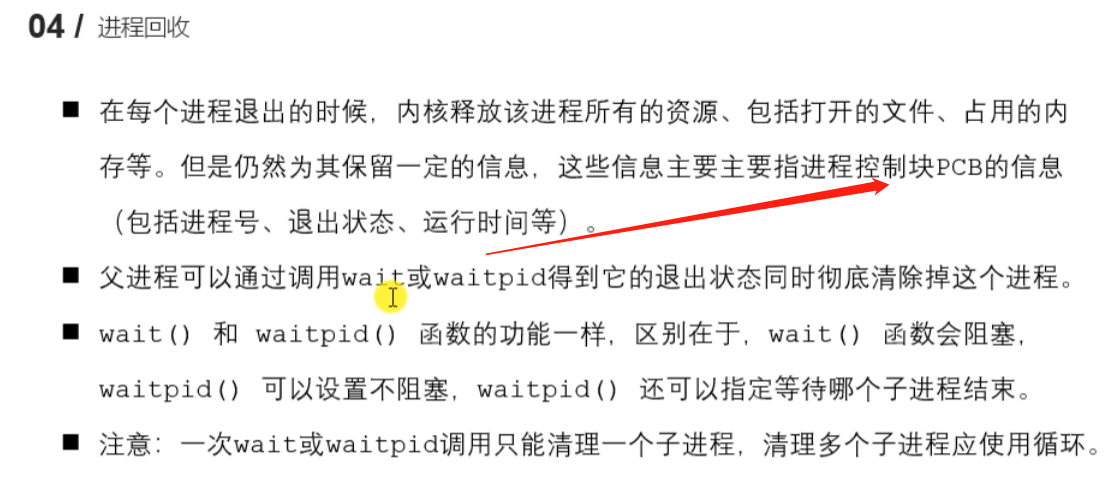 04 / 进程回收
■ 在每个进程退出的时候, 内核释放该进程所有的资源、包括打开的文件、占用的内
存等。但是仍然为其保留一定的信息, 这些信息主要主要指进程控制块PCB的信息
(包括进程号、退出状态、运行时间等)。
■ 父进程可以通过调用wait或waitpid得到它的退出状态同时彻底清除掉这个进程。
■ wait() 和 waitpid() 函数的功能一样, 区别在于, wait() 函数会阻塞,
waitpid() 可以设置不阻塞, waitpid() 还可以指定等待哪个子进程结束。
■ 注意: 一次wait或waitpid调用只能清理一个子进程, 清理多个子进程应使用循环。